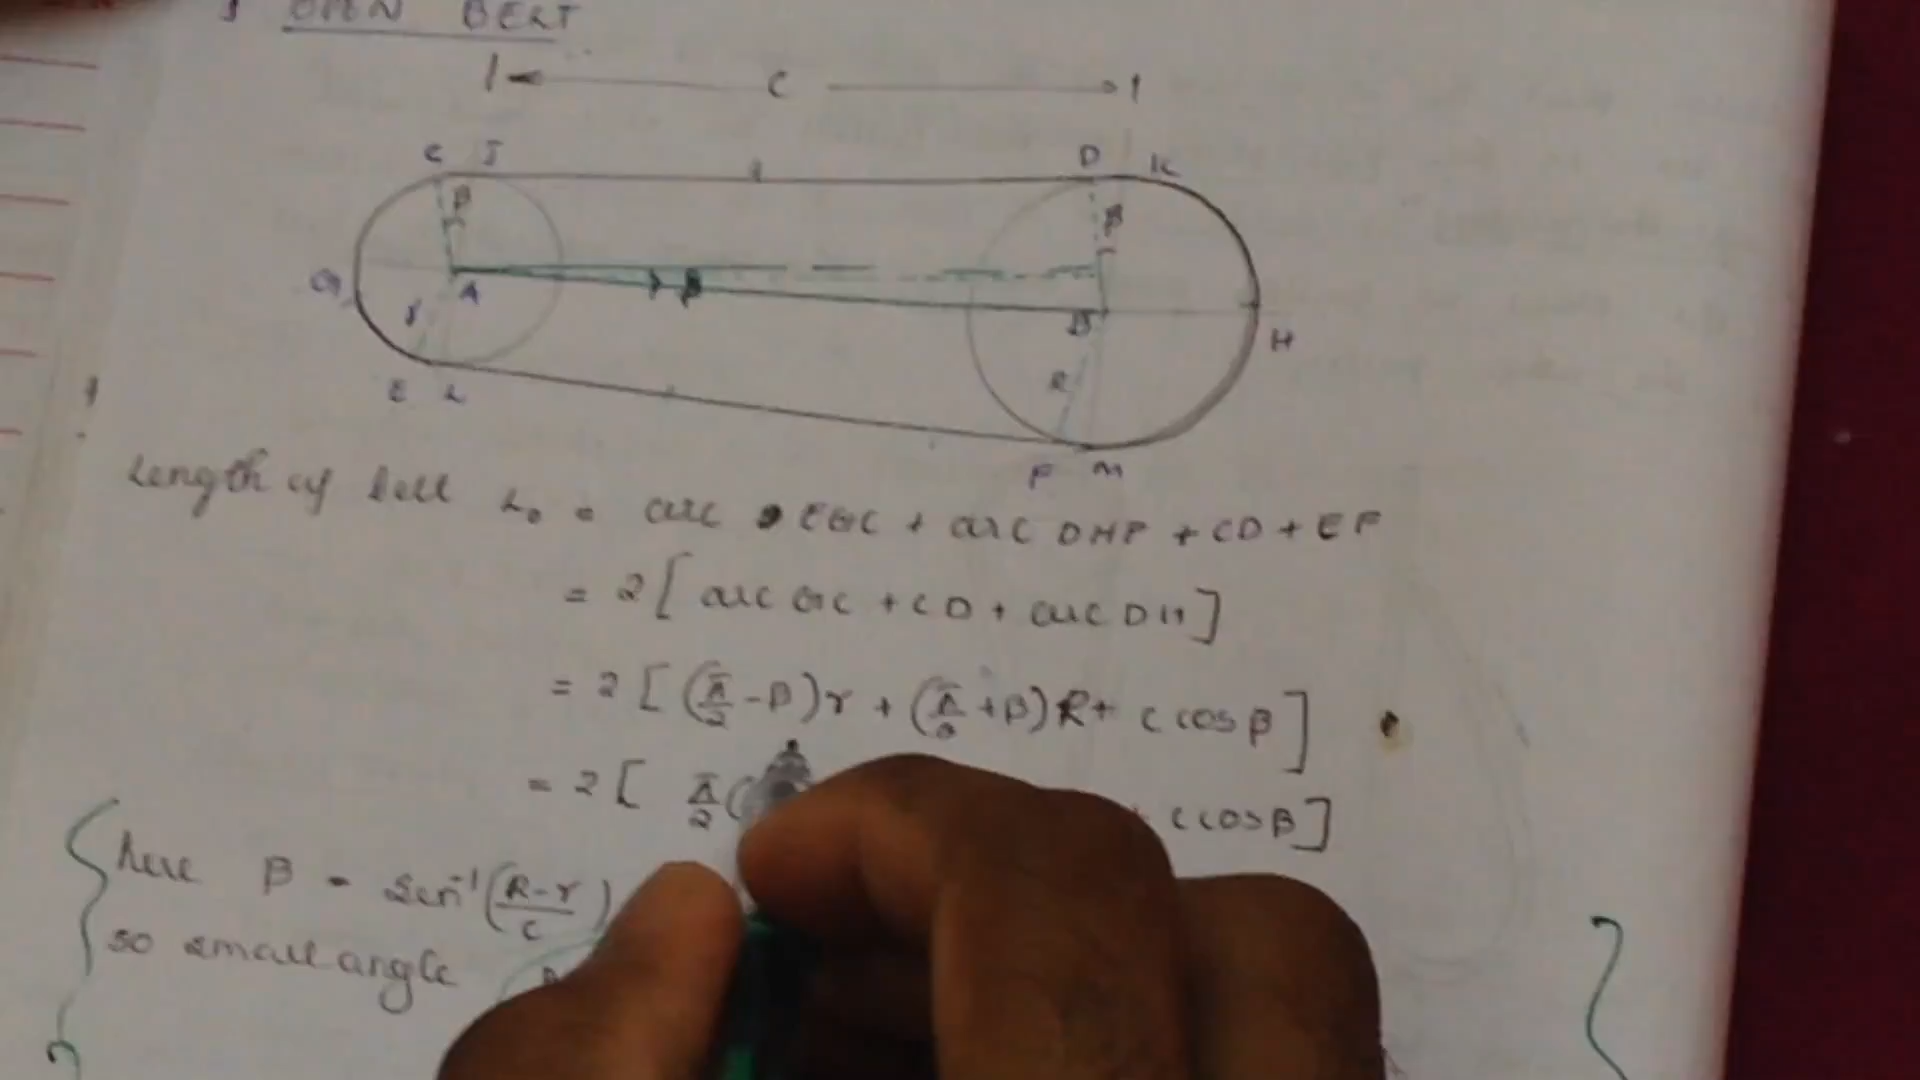 OPEN BELT
C
C J D K
β β
G A β
r B H
R
E L
F M
Length of belt L₀ = arc EGC + arc DHF + CD + EF
= 2 [ arc GC + CD + arc DH ]
= 2 [ (π/2 - β) r + (π/2 + β) R + C cos β ]
= 2 [ π/2 ( C cos β ]
here β = Sin⁻¹ (R-r/C)
so small angle